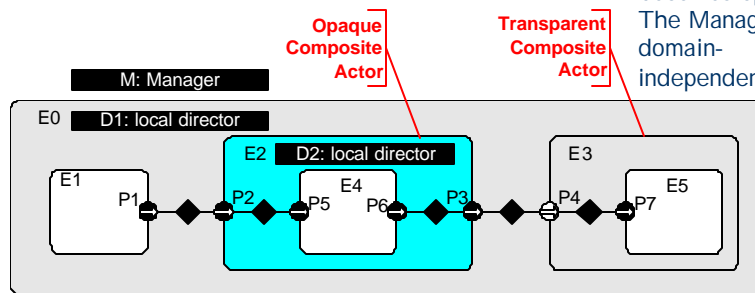 Opaque
Composite
Actor
Transparent
Composite
Actor
The Manag
domain-
independen
M: Manager
E0
D1: local director
E2
D2: local director
E3
E1
E4
E5
P1
P2
P5
P6
P3
P4
P7